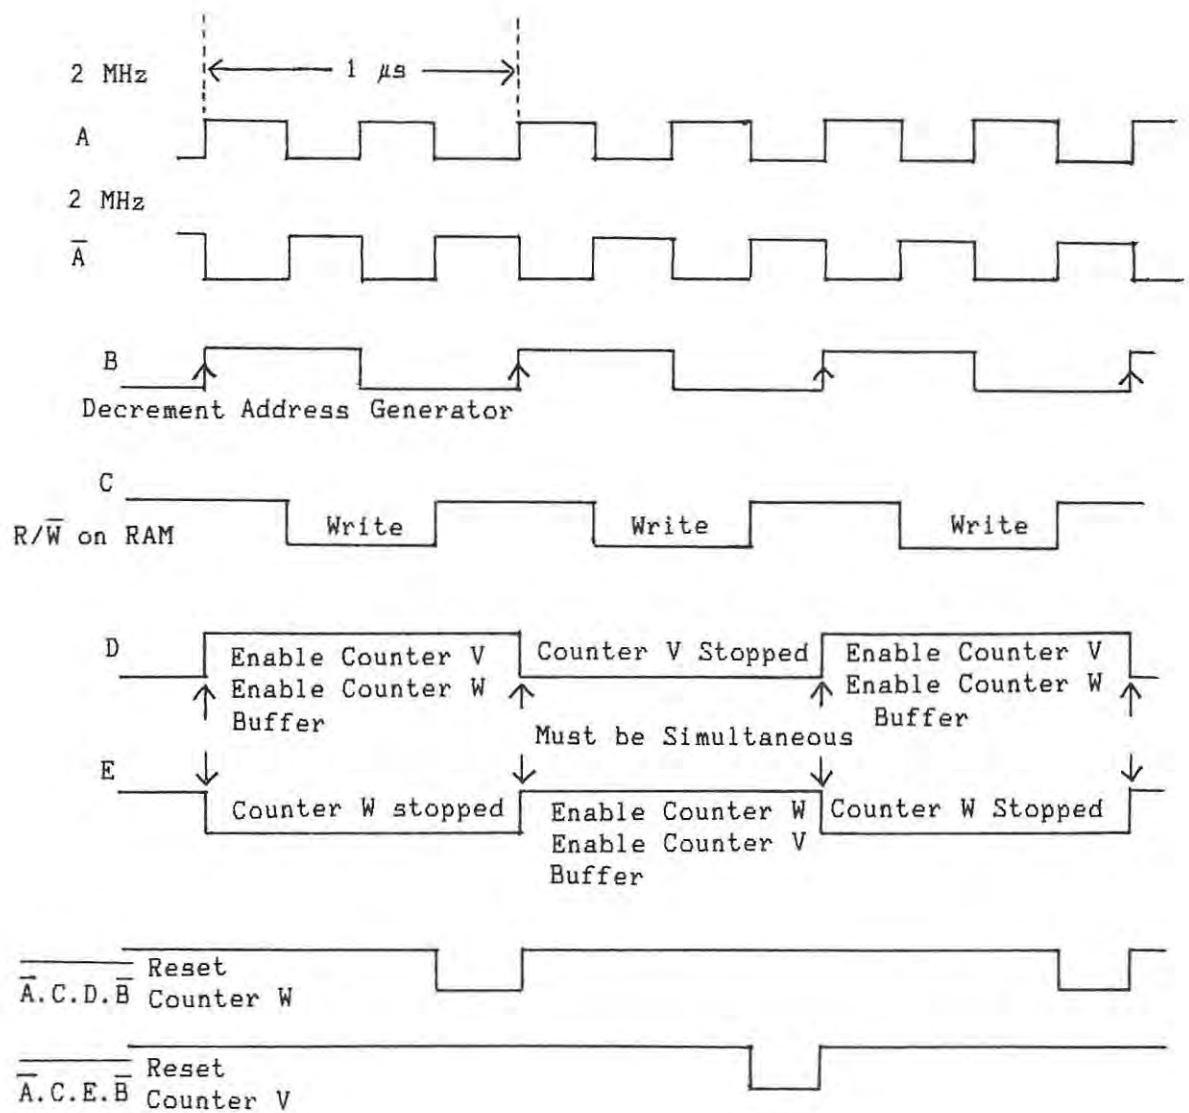 2 MHz
1 μs
A
2 MHz
A̅
B
Decrement Address Generator
C
Write
Write
Write
R/W̅ on RAM
D
Enable Counter V
Enable Counter W
Buffer
Counter V Stopped
Enable Counter V
Enable Counter W
Buffer
Must be Simultaneous
E
Counter W stopped
Enable Counter W
Enable Counter V
Buffer
Counter W Stopped
A̅.C.D.B̅
Reset
Counter W
A̅.C.E.B̅
Reset
Counter V